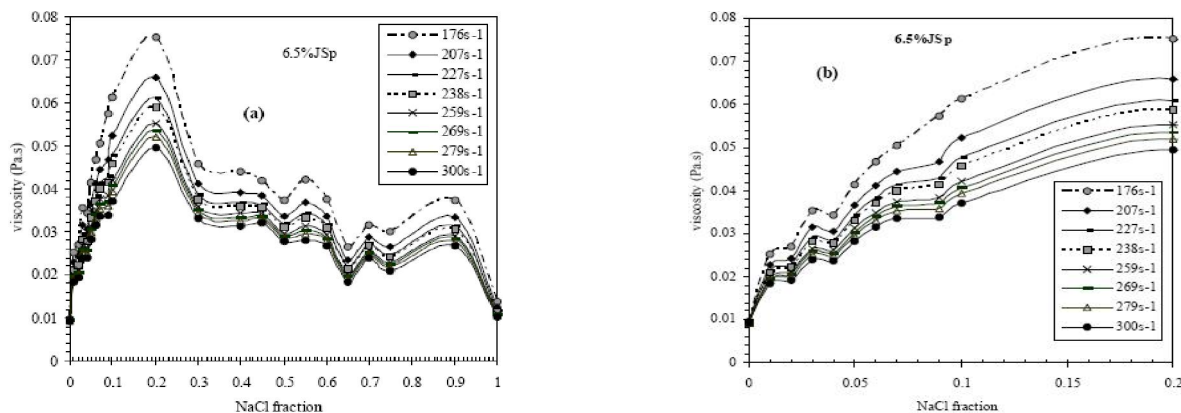 0.08
0.07
0.06
0.05
0.04
0.03
0.02
0.01
0
viscosity (Pa.s)
6.5%JSp
(a)
176s-1
207s-1
227s-1
238s-1
259s-1
269s-1
279s-1
300s-1
0 0.1 0.2 0.3 0.4 0.5 0.6 0.7 0.8 0.9 1
NaCl fraction
0.08
0.07
0.06
0.05
0.04
0.03
0.02
0.01
0
viscosity (Pa.s)
6.5%JSp
(b)
176s-1
207s-1
227s-1
238s-1
259s-1
269s-1
279s-1
300s-1
0 0.05 0.1 0.15 0.2
NaCl fraction